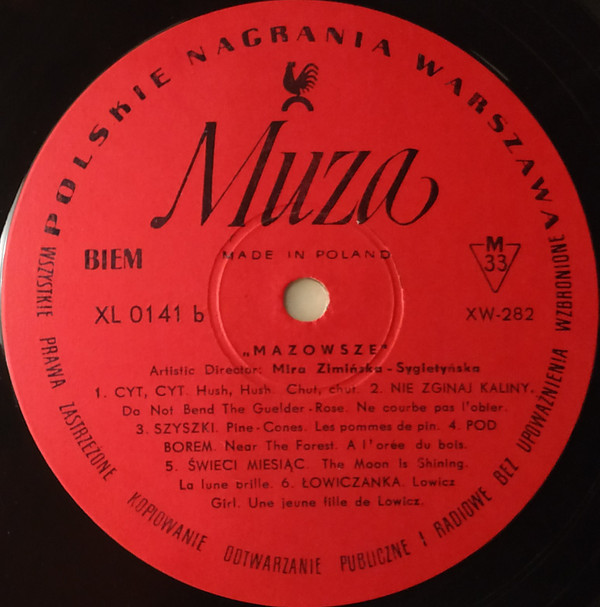 POLSKIE NAGRANIA WARSZAWA
Muza
BIEM
MADE IN POLAND
M
33
XL 0141 b
XW-282
„MAZOWSZE"
Artistic Director: Mira Zimińska-Sygietyńska
1. CYT, CYT. Hush, Hush. Chut, chut. 2. NIE ZGINAJ KALINY.
Do Not Bend The Guelder-Rose. Ne courbe pas l'obier.
3. SZYSZKI. Pine-Cones. Les pommes de pin. 4. POD
BOREM. Near The Forest. A l'orée du bois.
5. ŚWIECI MIESIĄC. The Moon Is Shining.
La lune brille. 6. ŁOWICZANKA. Lowicz
Girl. Une jeune fille de Lowicz.
WSZYSTKIE PRAWA ZASTRZEŻONE KOPIOWANIE ODTWARZANIE PUBLICZNE I RADIOWE BEZ UPOWAŻNIENIA WZBRONIONE